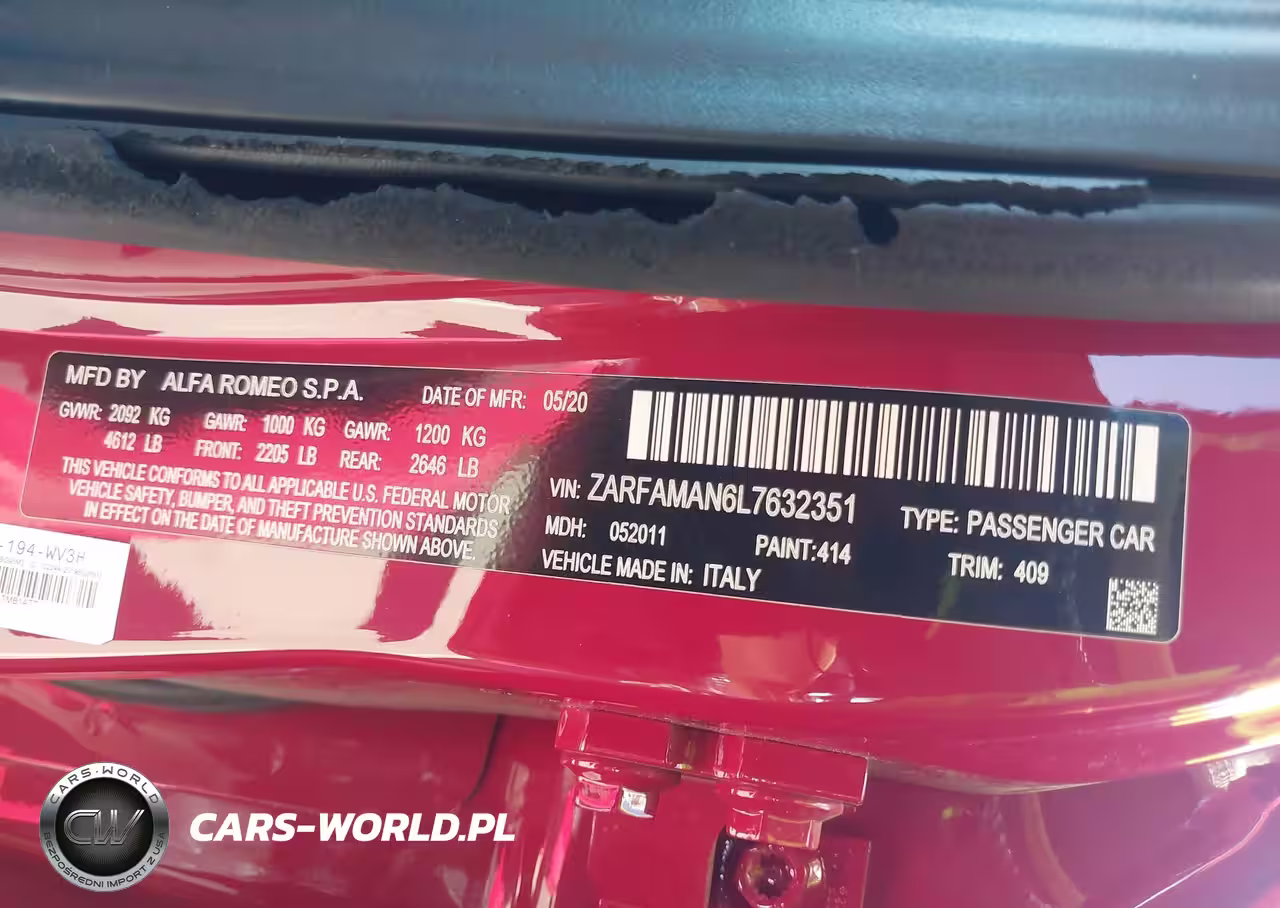 MFD BY ALFA ROMEO S.P.A. DATE OF MFR: 05/20
GVWR: 2092 KG GAWR: 1000 KG GAWR: 1200 KG
4612 LB FRONT: 2205 LB REAR: 2646 LB
THIS VEHICLE CONFORMS TO ALL APPLICABLE U.S. FEDERAL MOTOR
VEHICLE SAFETY, BUMPER, AND THEFT PREVENTION STANDARDS
IN EFFECT ON THE DATE OF MANUFACTURE SHOWN ABOVE.
VIN: ZARFAMAN6L7632351 TYPE: PASSENGER CAR
MDH: 052011 PAINT:414 TRIM: 409
VEHICLE MADE IN: ITALY
-194-WV3H
CARS-WORLD
CW
BEZPOŚREDNI IMPORT Z USA
CARS-WORLD.PL